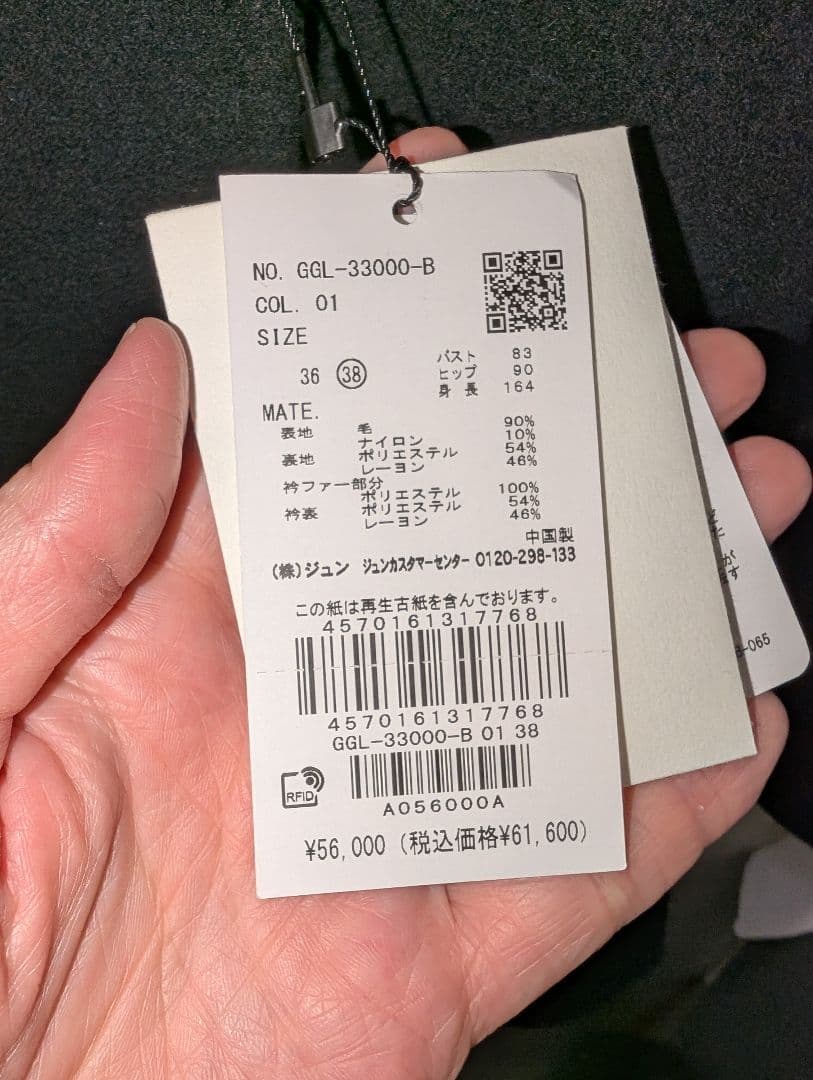 NO. GGL-33000-B
COL. 01
SIZE
36 38
バスト 83
ヒップ 90
身長 164
MATE.
表地 毛 90%
ナイロン 10%
裏地 ポリエステル 54%
レーヨン 46%
衿ファー部分
ポリエステル 100%
衿裏 ポリエステル 54%
レーヨン 46%
中国製
(株)ジュン ジュンカスタマーセンター 0120-298-133
この紙は再生古紙を含んでおります。
4570161317768
4570161317768
GGL-33000-B 01 38
RFID
A056000A
¥56,000 (税込価格¥61,600)
た
が
す
-065